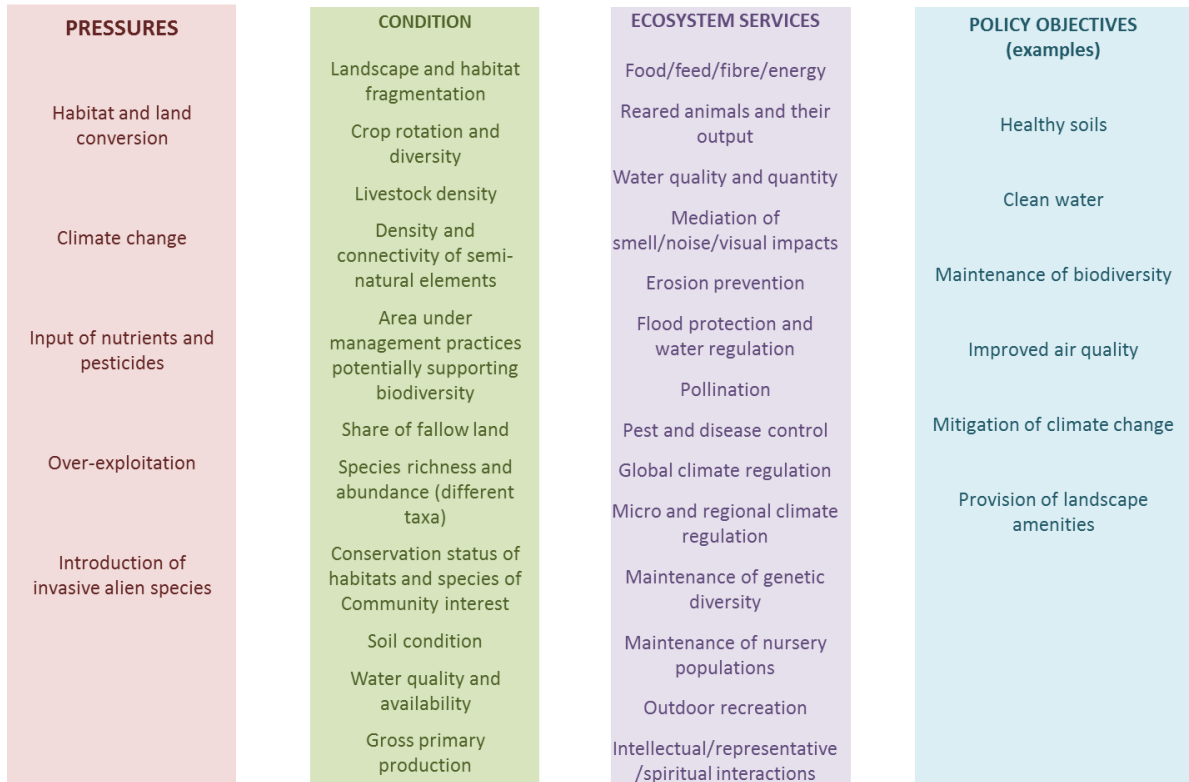 PRESSURES
Habitat and land
conversion
Climate change
Input of nutrients and
pesticides
Over-exploitation
Introduction of
invasive alien species
CONDITION
Landscape and habitat
fragmentation
Crop rotation and
diversity
Livestock density
Density and
connectivity of semi-
natural elements
Area under
management practices
potentially supporting
biodiversity
Share of fallow land
Species richness and
abundance (different
taxa)
Conservation status of
habitats and species of
Community interest
Soil condition
Water quality and
availability
Gross primary
production
ECOSYSTEM SERVICES
Food/feed/fibre/energy
Reared animals and their
output
Water quality and quantity
Mediation of
smell/noise/visual impacts
Erosion prevention
Flood protection and
water regulation
Pollination
Pest and disease control
Global climate regulation
Micro and regional climate
regulation
Maintenance of genetic
diversity
Maintenance of nursery
populations
Outdoor recreation
Intellectual/representative
/spiritual interactions
POLICY OBJECTIVES
(examples)
Healthy soils
Clean water
Maintenance of biodiversity
Improved air quality
Mitigation of climate change
Provision of landscape
amenities